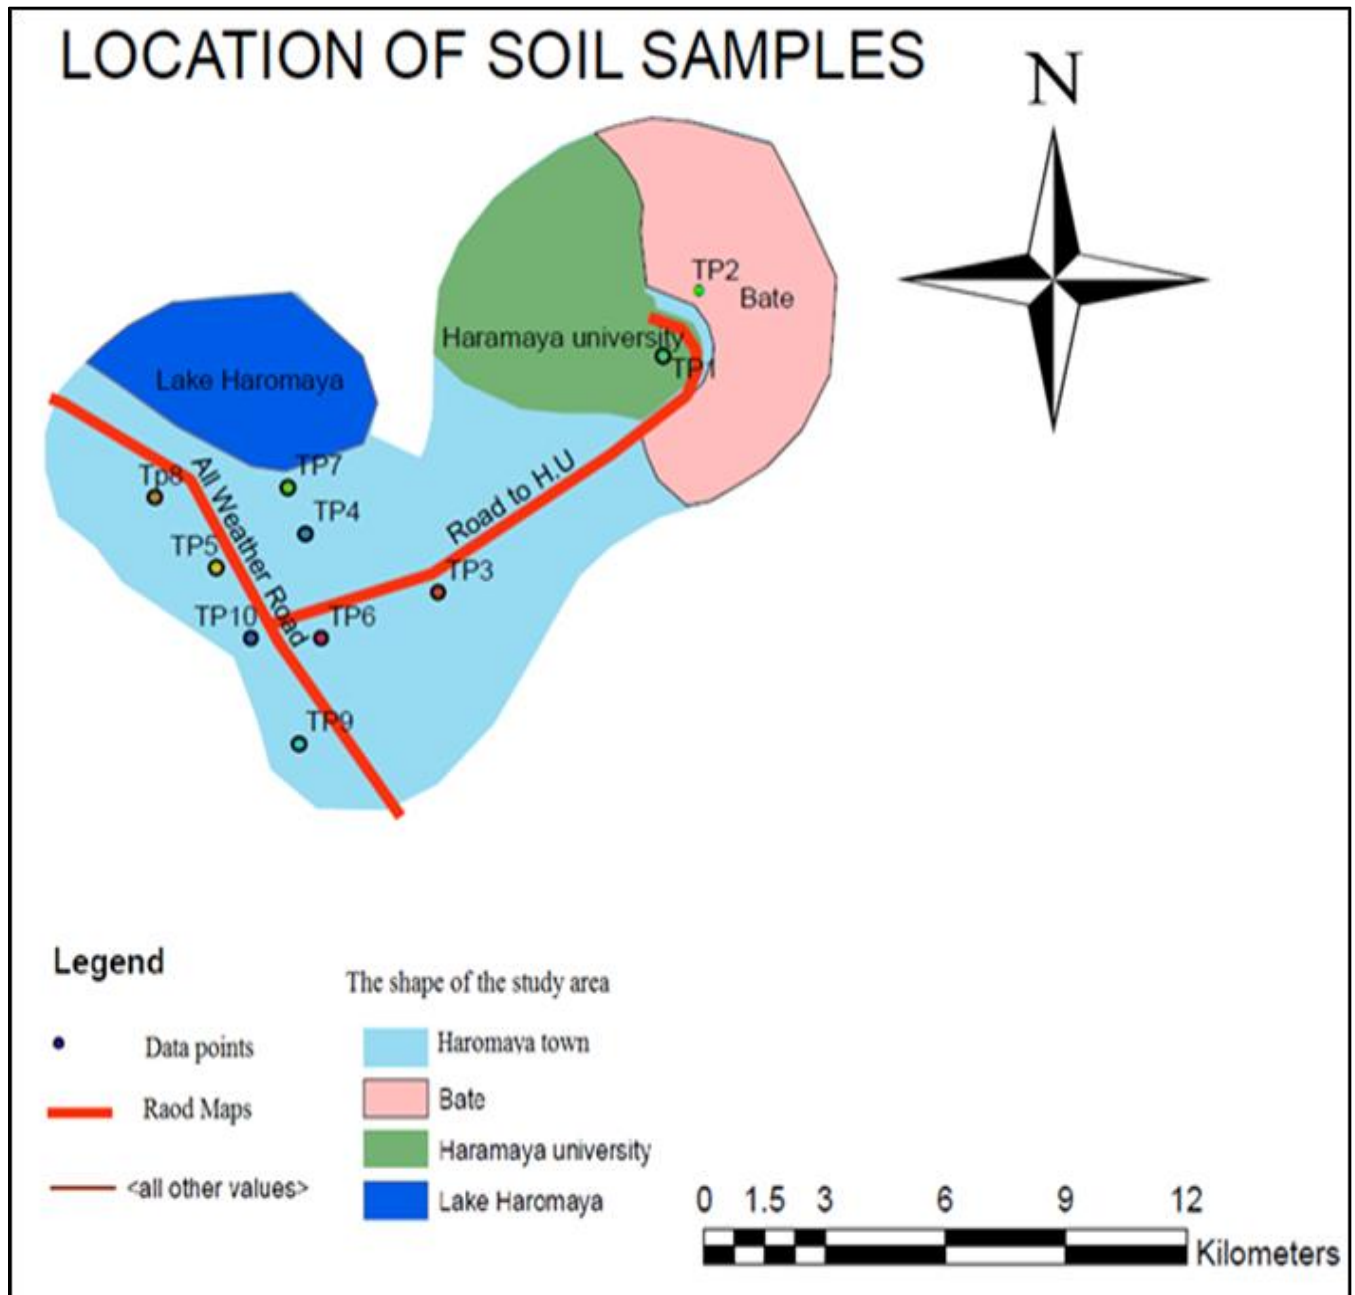 LOCATION OF SOIL SAMPLES
N
TP2
Bate
Haramaya university
TP1
Lake Haromaya
TP7
Tp8
All Weather Road
TP4
Road to H.U
TP5
TP3
TP10
TP6
TP9
Legend
The shape of the study area
Data points
Haromava town
Raod Maps
Bate
Haramaya university
<all other values>
Lake Haromaya
0 1.5 3 6 9 12
Kilometers